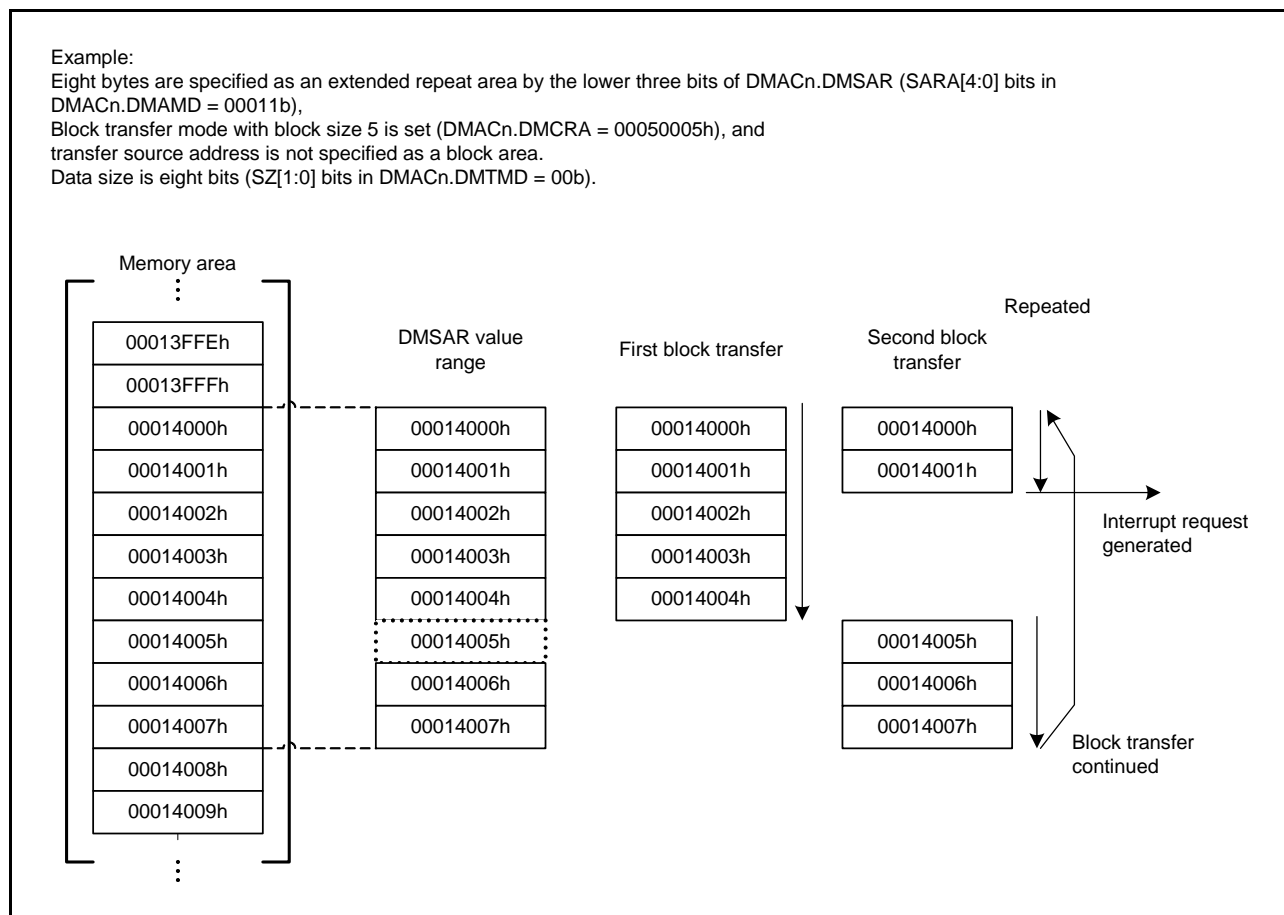 Example:
Eight bytes are specified as an extended repeat area by the lower three bits of DMACn.DMSAR (SARA[4:0] bits in
DMACn.DMAMD = 00011b),
Block transfer mode with block size 5 is set (DMACn.DMCRA = 00050005h), and
transfer source address is not specified as a block area.
Data size is eight bits (SZ[1:0] bits in DMACn.DMTMD = 00b).
Memory area
00013FFEh
00013FFFh
00014000h
00014001h
00014002h
00014003h
00014004h
00014005h
00014006h
00014007h
00014008h
00014009h
DMSAR value
range
00014000h
00014001h
00014002h
00014003h
00014004h
00014005h
00014006h
00014007h
First block transfer
00014000h
00014001h
00014002h
00014003h
00014004h
Second block
transfer
00014000h
00014001h
00014005h
00014006h
00014007h
Repeated
Interrupt request
generated
Block transfer
continued